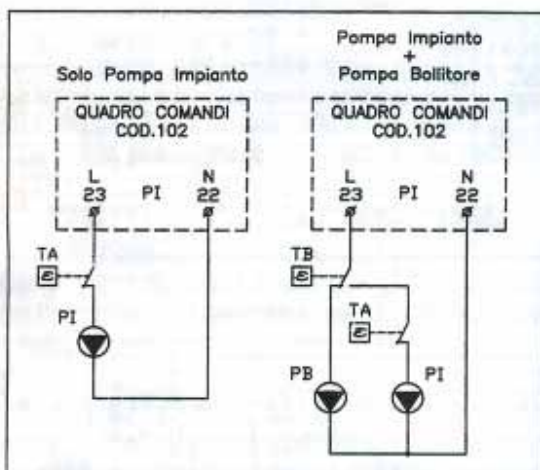 Solo Pompa Impianto
QUADRO COMANDI
COD.102
L N
23 PI 22
TA
PI
Pompa Impianto
+
Pompa Bollitore
QUADRO COMANDI
COD.102
L N
23 PI 22
TB
TA
PB PI